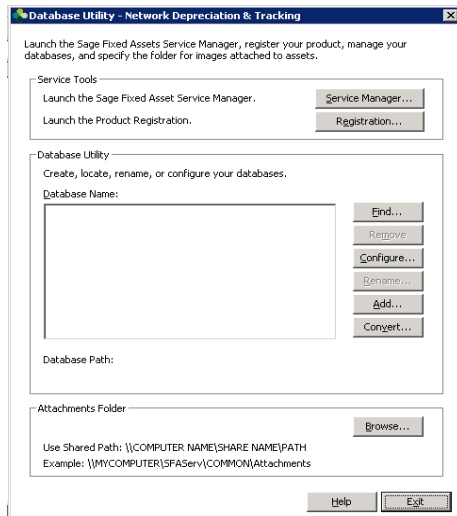 Database Utility - Network Depreciation & Tracking
Launch the Sage Fixed Assets Service Manager, register your product, manage your
databases, and specify the folder for images attached to assets.
Service Tools
Launch the Sage Fixed Asset Service Manager.
Service Manager...
Launch the Product Registration.
Registration...
Database Utility
Create, locate, rename, or configure your databases.
Database Name:
Find...
Remove
Configure...
Rename...
Add...
Convert...
Database Path:
Attachments Folder
Browse...
Use Shared Path: \\COMPUTER NAME\SHARE NAME\PATH
Example: \\MYCOMPUTER\SFAServ\COMMON\Attachments
Help
Exit